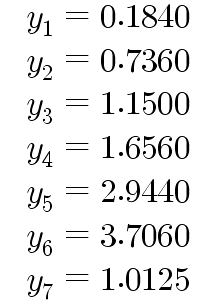 y₁ = 0.1840
y₂ = 0.7360
y₃ = 1.1500
y₄ = 1.6560
y₅ = 2.9440
y₆ = 3.7060
y₇ = 1.0125